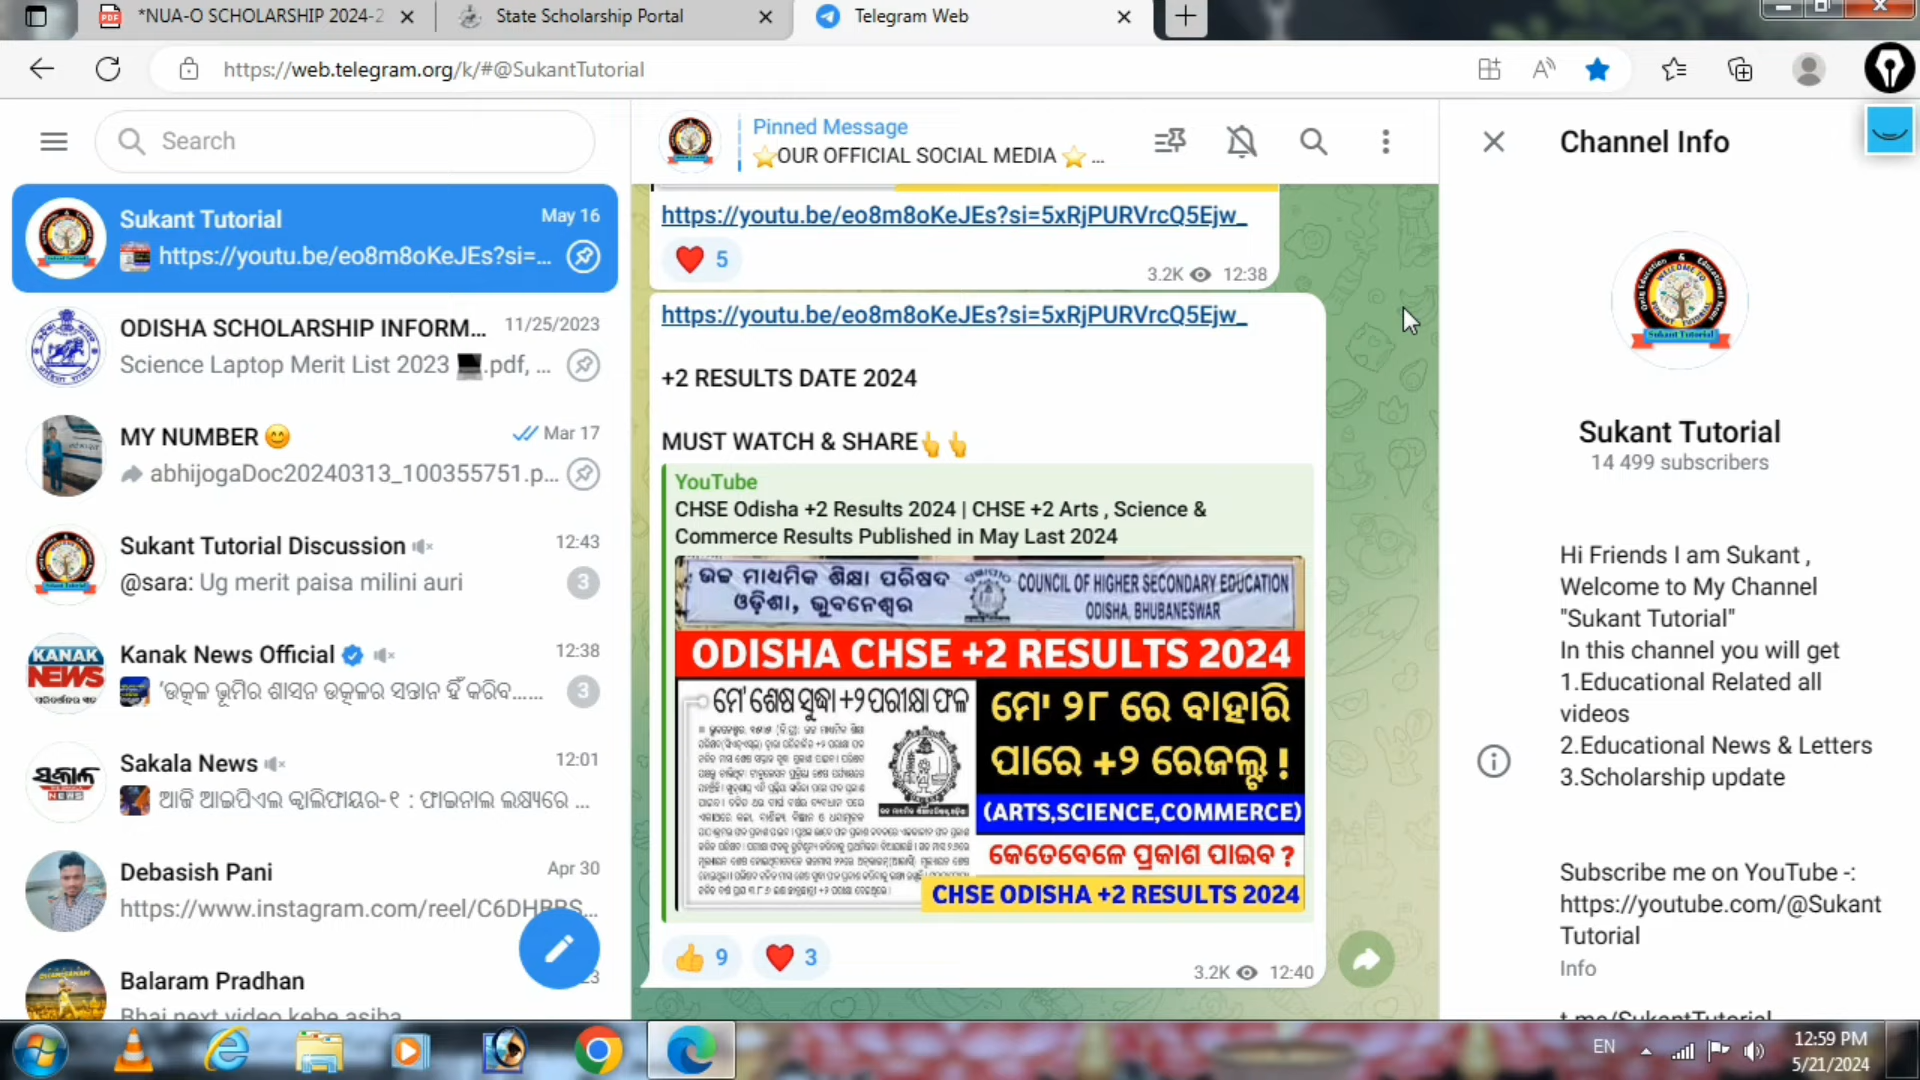 *NUA-O SCHOLARSHIP 2024-2
State Scholarship Portal
Telegram Web
https://web.telegram.org/k/#@SukantTutorial
Search
Sukant Tutorial
May 16
https://youtu.be/eo8m8oKeJEs?si=...
ODISHA SCHOLARSHIP INFORM...
11/25/2023
Science Laptop Merit List 2023 💻.pdf, ...
MY NUMBER 😊
Mar 17
abhijogaDoc20240313_100355751.p...
Sukant Tutorial Discussion
12:43
@sara: Ug merit paisa milini auri
3
KANAK
NEWS
Kanak News Official
12:38
‘ଉତ୍କଳ ଭୂମିର ଶାସନ ଉତ୍କଳର ସନ୍ତାନ ହିଁ କରିବ......
3
ସକାଳ
NEWS
Sakala News
12:01
ଆଜି ଆଇପିଏଲ କ୍ୱାଲିଫାୟର-୧ : ଫାଇନାଲ ଲକ୍ଷ୍ୟରେ ...
Debasish Pani
Apr 30
https://www.instagram.com/reel/C6DHBBS...
Balaram Pradhan
23
Bhai next video kebe asiba
Pinned Message
⭐OUR OFFICIAL SOCIAL MEDIA ⭐ ...
https://youtu.be/eo8m8oKeJEs?si=5xRjPURVrcQ5Ejw_
❤️ 5
3.2K 12:38
https://youtu.be/eo8m8oKeJEs?si=5xRjPURVrcQ5Ejw_
+2 RESULTS DATE 2024
MUST WATCH & SHARE👆👆
YouTube
CHSE Odisha +2 Results 2024 | CHSE +2 Arts , Science &
Commerce Results Published in May Last 2024
ଉଚ୍ଚ ମାଧ୍ୟମିକ ଶିକ୍ଷା ପରିଷଦ
ଓଡ଼ିଶା, ଭୁବନେଶ୍ୱର
COUNCIL OF HIGHER SECONDARY EDUCATION
ODISHA, BHUBANESWAR
ODISHA CHSE +2 RESULTS 2024
ମେ' ଶେଷ ସୁଦ୍ଧା +୨ ପରୀକ୍ଷା ଫଳ
ମେ' ୨୮ ରେ ବାହାରି
ପାରେ +୨ ରେଜଲ୍ଟ !
(ARTS,SCIENCE,COMMERCE)
କେତେବେଳେ ପ୍ରକାଶ ପାଇବ ?
CHSE ODISHA +2 RESULTS 2024
👍 9
❤️ 3
3.2K 12:40
Channel Info
Sukant Tutorial
Sukant Tutorial
14 499 subscribers
Hi Friends I am Sukant ,
Welcome to My Channel
"Sukant Tutorial"
In this channel you will get
1.Educational Related all
videos
2.Educational News & Letters
3.Scholarship update
Subscribe me on YouTube -:
https://youtube.com/@Sukant
Tutorial
Info
t.me/SukantTutorial
EN
12:59 PM
5/21/2024